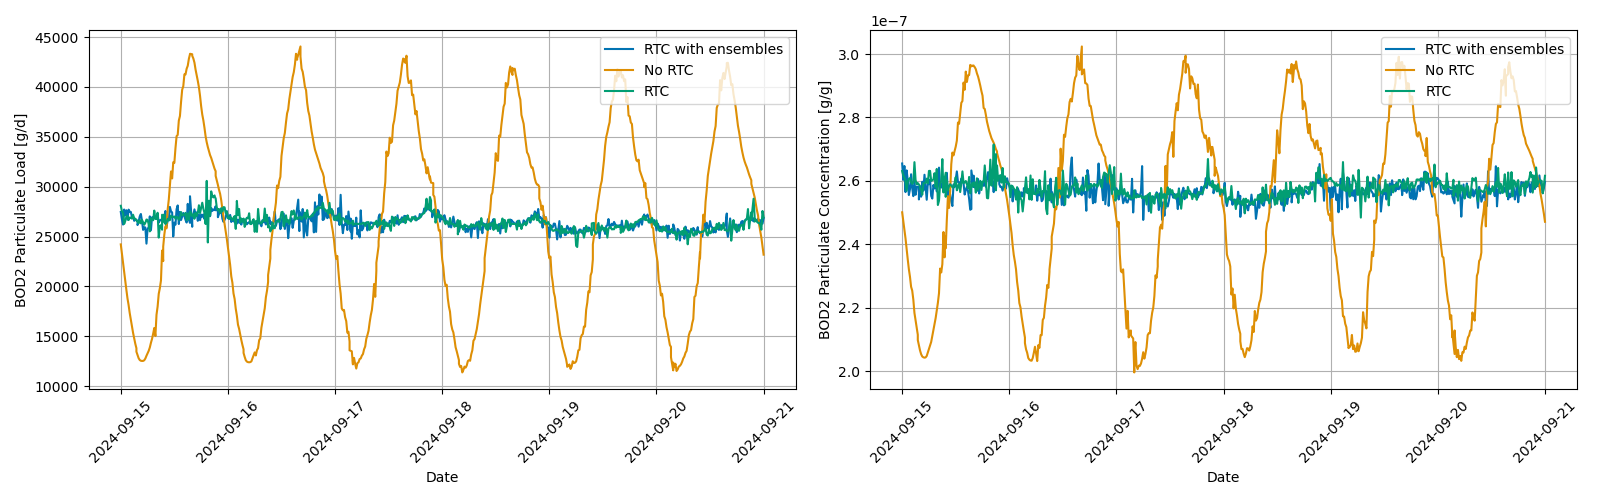 45000
40000
35000
30000
25000
20000
15000
10000
BOD2 Particulate Load [g/d]
RTC with ensembles
No RTC
RTC
2024-09-15
2024-09-16
2024-09-17
2024-09-18
2024-09-19
2024-09-20
2024-09-21
Date
1e−7
3.0
2.8
2.6
2.4
2.2
2.0
BOD2 Particulate Concentration [g/g]
RTC with ensembles
No RTC
RTC
2024-09-15
2024-09-16
2024-09-17
2024-09-18
2024-09-19
2024-09-20
2024-09-21
Date